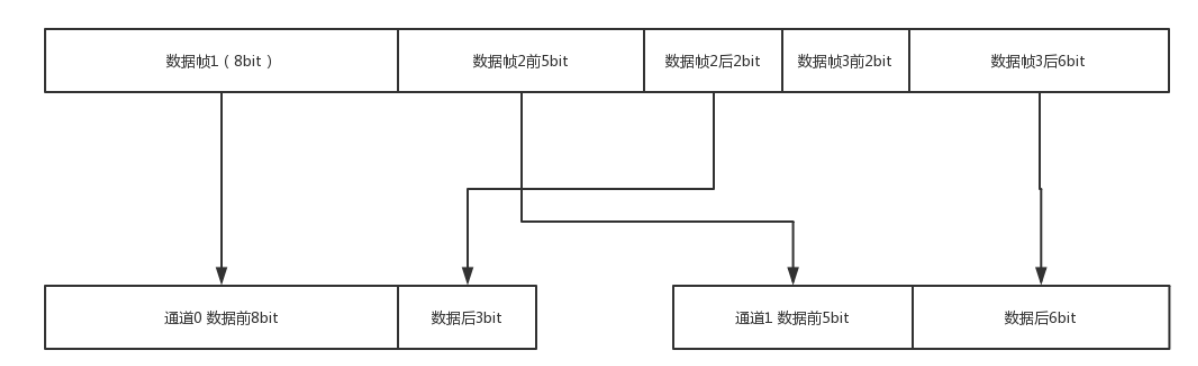 数据帧1（8bit）
数据帧2前5bit
数据帧2后2bit
数据帧3前2bit
数据帧3后6bit
通道0 数据前8bit
数据后3bit
通道1 数据前5bit
数据后6bit